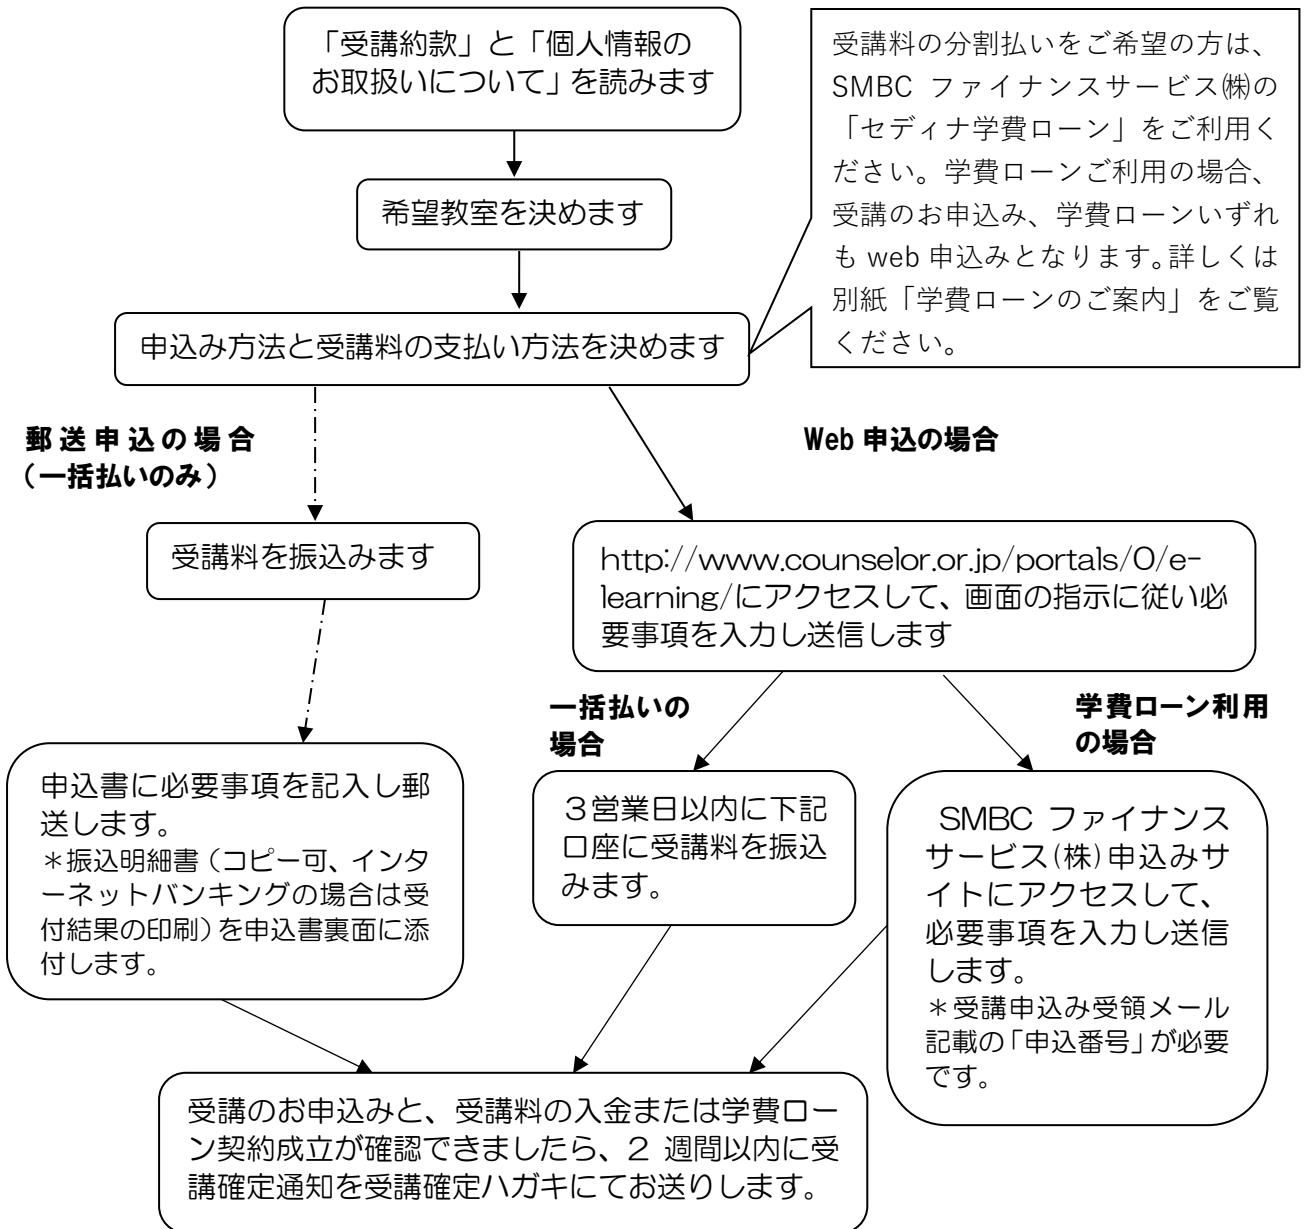 「受講約款」と「個人情報の
お取扱いについて」を読みます
受講料の分割払いをご希望の方は、
SMBC ファイナンスサービス㈱の
「セディナ学費ローン」をご利用く
ださい。学費ローンご利用の場合、
受講のお申込み、学費ローンいずれ
も web 申込みとなります。詳しくは
別紙「学費ローンのご案内」をご覧
ください。
希望教室を決めます
申込み方法と受講料の支払い方法を決めます
郵送申込の場合
（一括払いのみ）
Web 申込の場合
受講料を振込みます
http://www.counselor.or.jp/portals/0/e-
learning/にアクセスして、画面の指示に従い必
要事項を入力し送信します
一括払いの
場合
学費ローン利用
の場合
申込書に必要事項を記入し郵
送します。
＊振込明細書（コピー可、インタ
ーネットバンキングの場合は受
付結果の印刷）を申込書裏面に添
付します。
３営業日以内に下記
口座に受講料を振込
みます。
SMBC ファイナンス
サービス(株)申込みサ
イトにアクセスして、
必要事項を入力し送信
します。
＊受講申込み受領メール
記載の「申込番号」が必要
です。
受講のお申込みと、受講料の入金または学費ロー
ン契約成立が確認できましたら、２ 週間以内に受
講確定通知を受講確定ハガキにてお送りします。